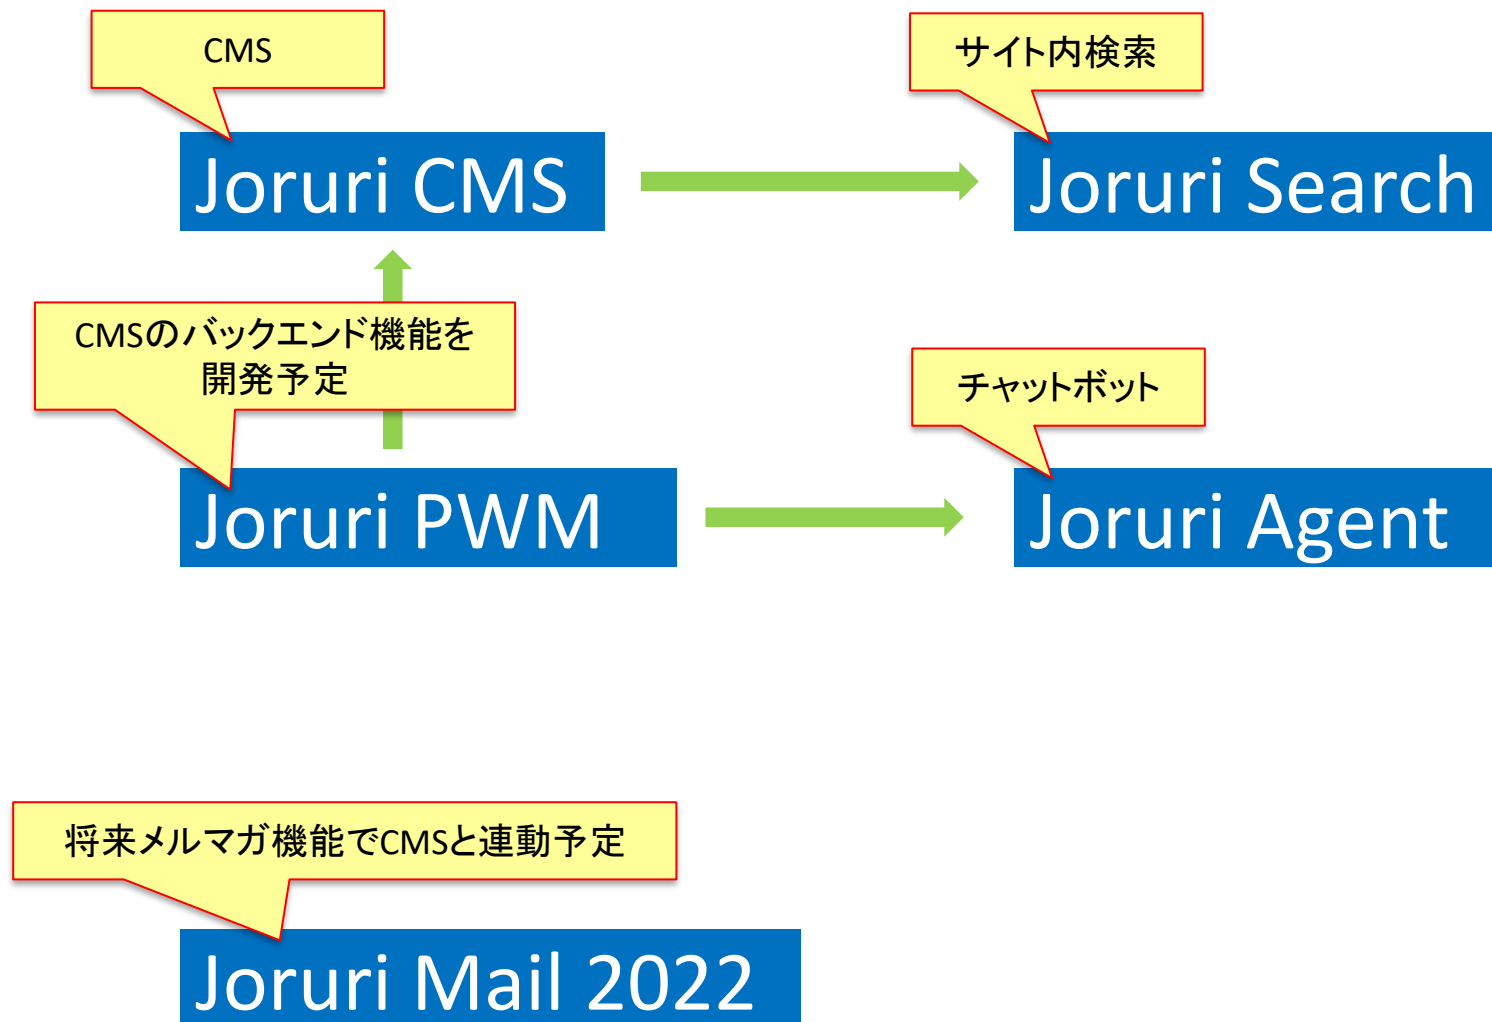 CMS
サイト内検索
Joruri CMS
Joruri Search
CMSのバックエンド機能を
開発予定
チャットボット
Joruri PWM
Joruri Agent
将来メルマガ機能でCMSと連動予定
Joruri Mail 2022